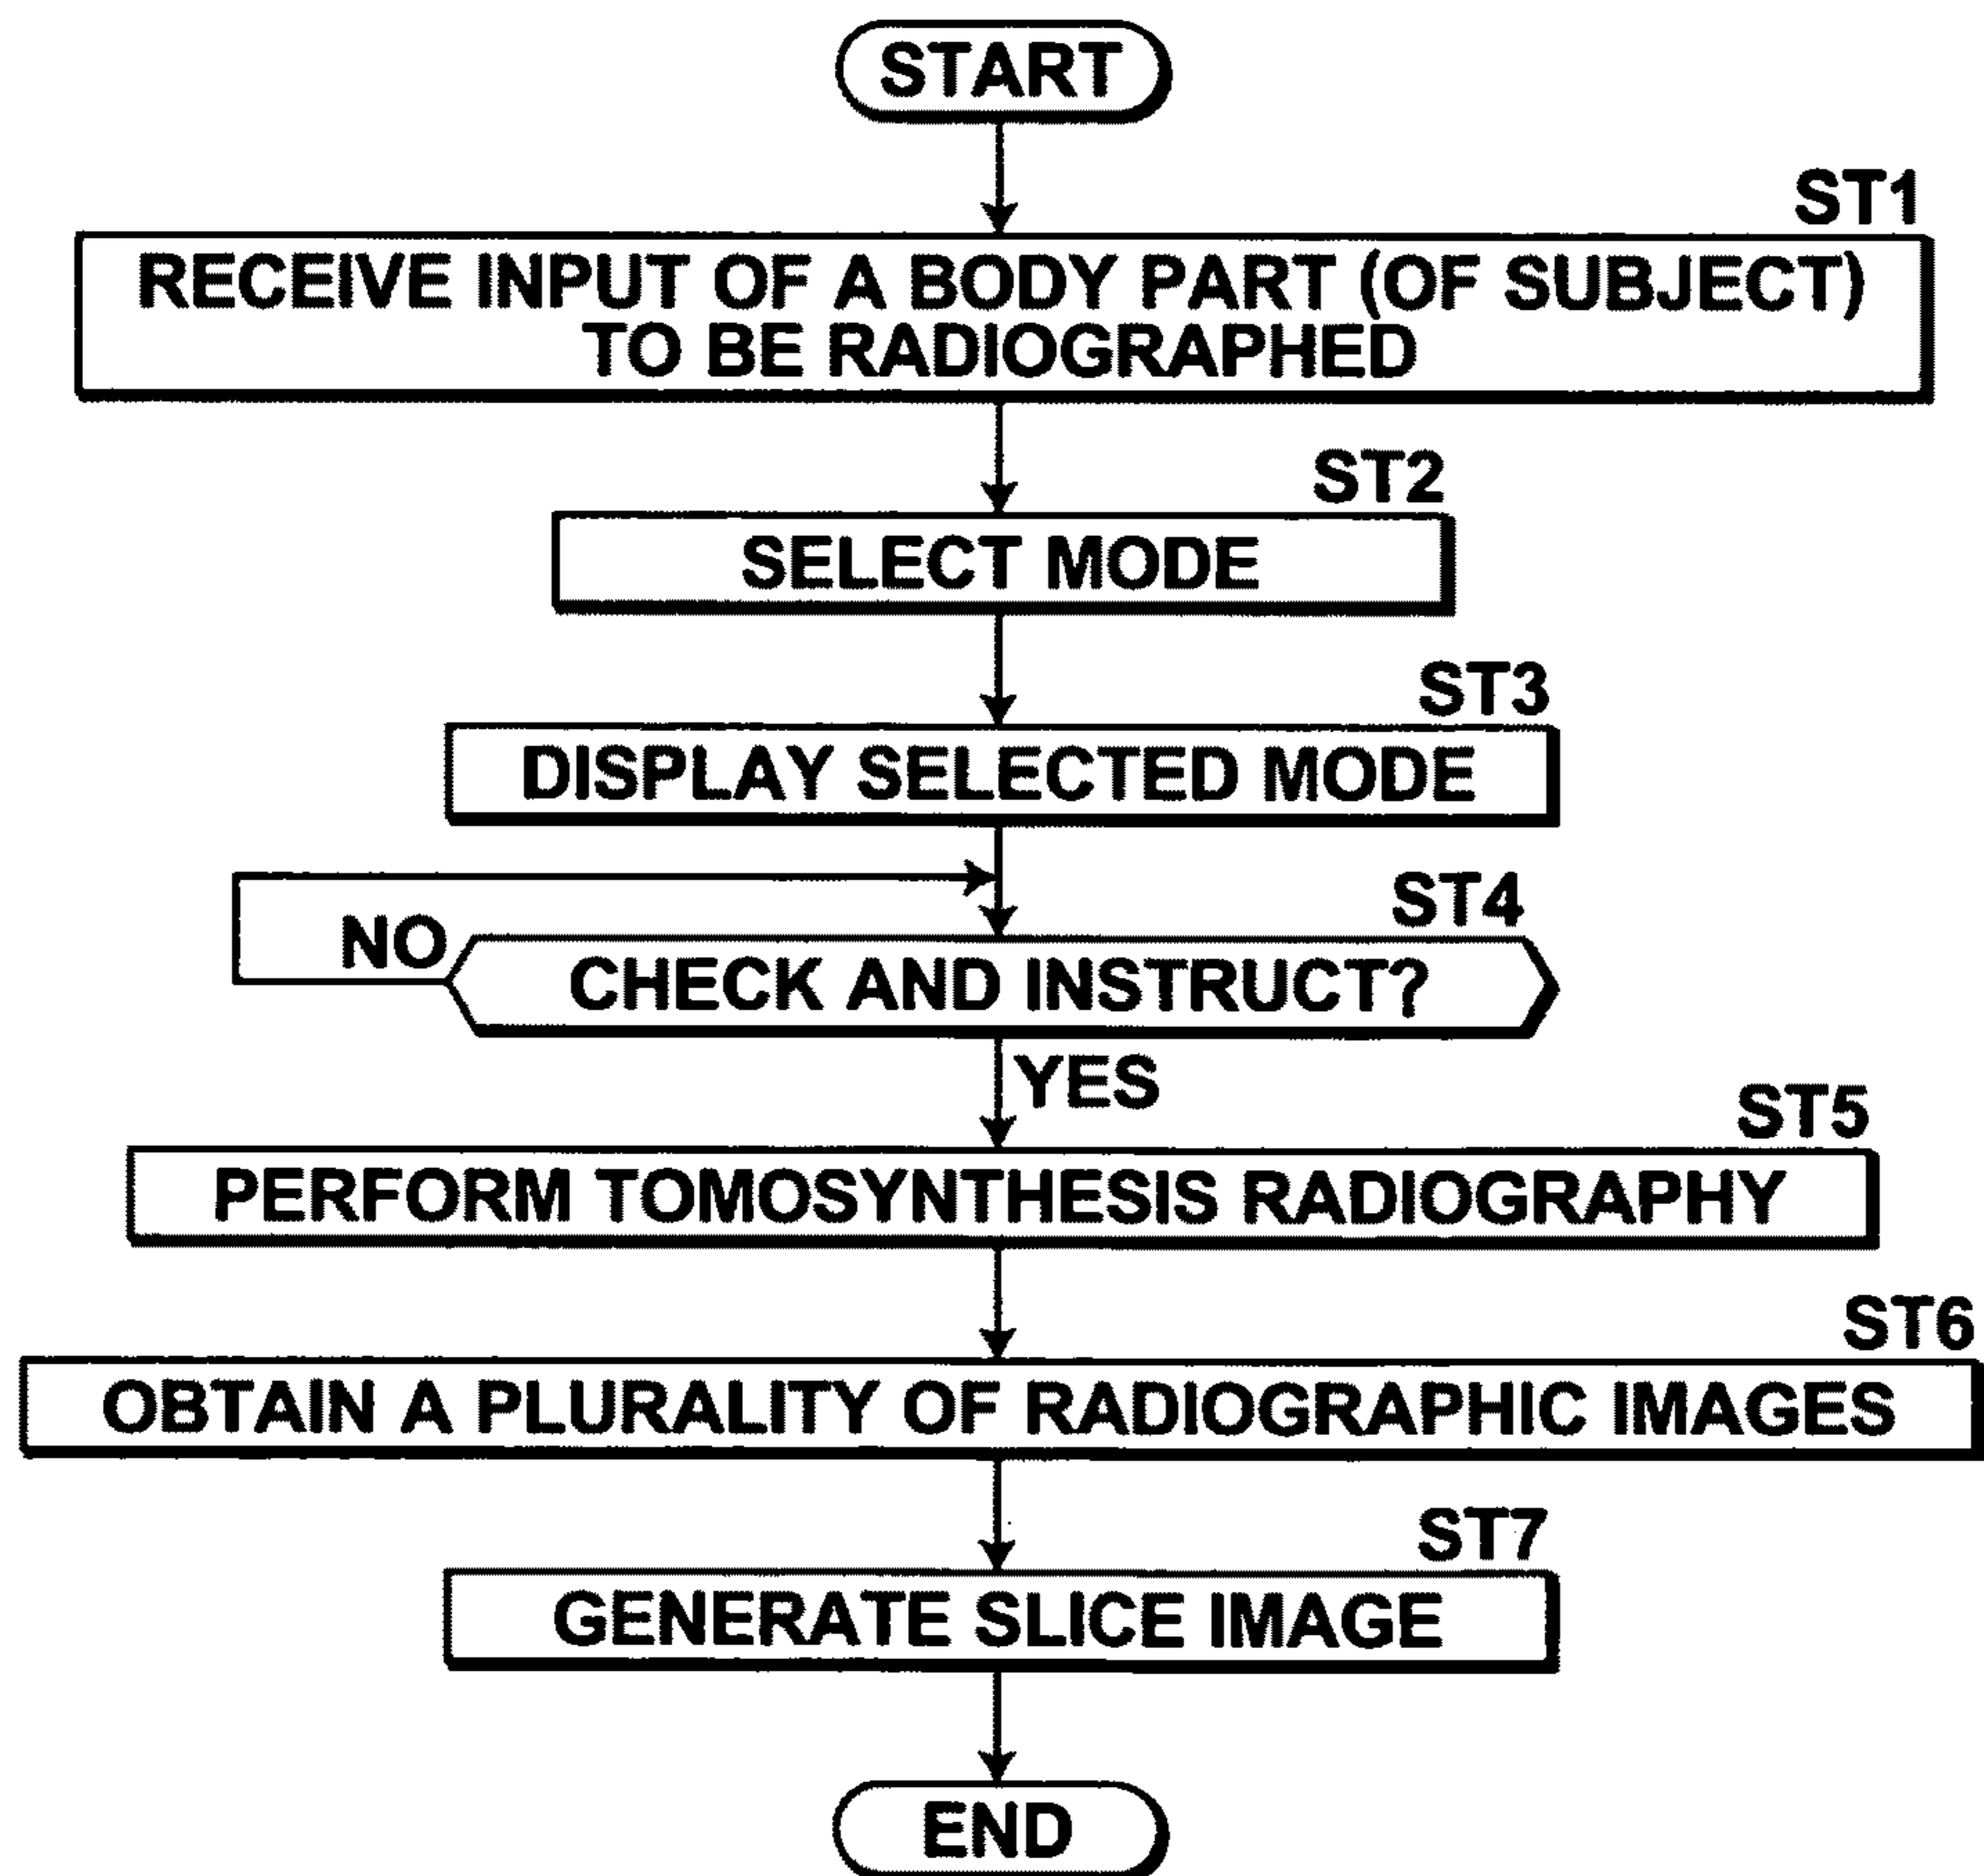 START
ST1
RECEIVE INPUT OF A BODY PART (OF SUBJECT)
TO BE RADIOGRAPHED
ST2
SELECT MODE
ST3
DISPLAY SELECTED MODE
ST4
NO
CHECK AND INSTRUCT?
YES
ST5
PERFORM TOMOSYNTHESIS RADIOGRAPHY
ST6
OBTAIN A PLURALITY OF RADIOGRAPHIC IMAGES
ST7
GENERATE SLICE IMAGE
END